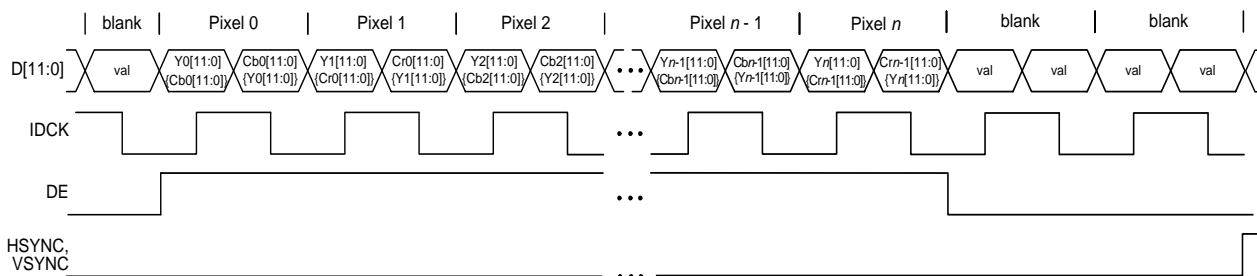 blank Pixel 0 Pixel 1 Pixel 2 Pixel n - 1 Pixel n blank blank
D[11:0] val Y0[11:0] Cb0[11:0] Y1[11:0] Cr0[11:0] Y2[11:0] Cb2[11:0] ••• Yn-1[11:0] Cbn-1[11:0] Yn[11:0] Crn-1[11:0] val val val val
{Cb0[11:0]} {Y0[11:0]} {Cr0[11:0]} {Y1[11:0]} {Cb2[11:0]} {Y2[11:0]} {Cbn-1[11:0]} {Yn-1[11:0]} {Crn-1[11:0]} {Yn[11:0]}
IDCK •••
DE •••
HSYNC,
VSYNC •••